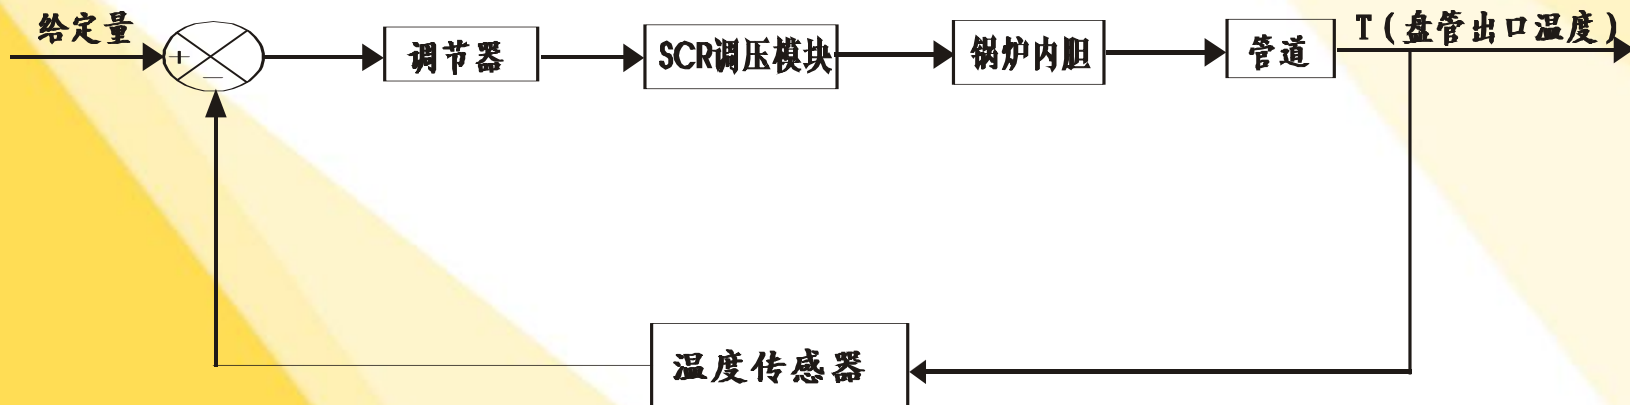 给定量
T(盘管出口温度)
+
−
调节器
SCR调压模块
锅炉内胆
管道
温度传感器